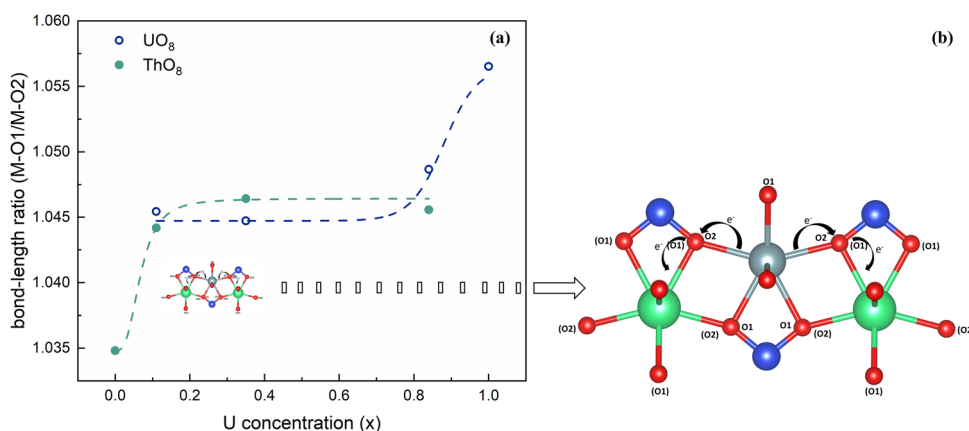 1.060
(a)
UO₈
ThO₈
1.055
1.050
1.045
1.040
1.035
bond-length ratio (M-O1/M-O2)
0.0 0.2 0.4 0.6 0.8 1.0
U concentration (x)
(b)
O1
O2 e⁻ e⁻ O2
(O1) e⁻ (O1) (O1) e⁻ (O1)
(O2) (O2) O1 O1 (O2) (O2)
(O1) (O1)